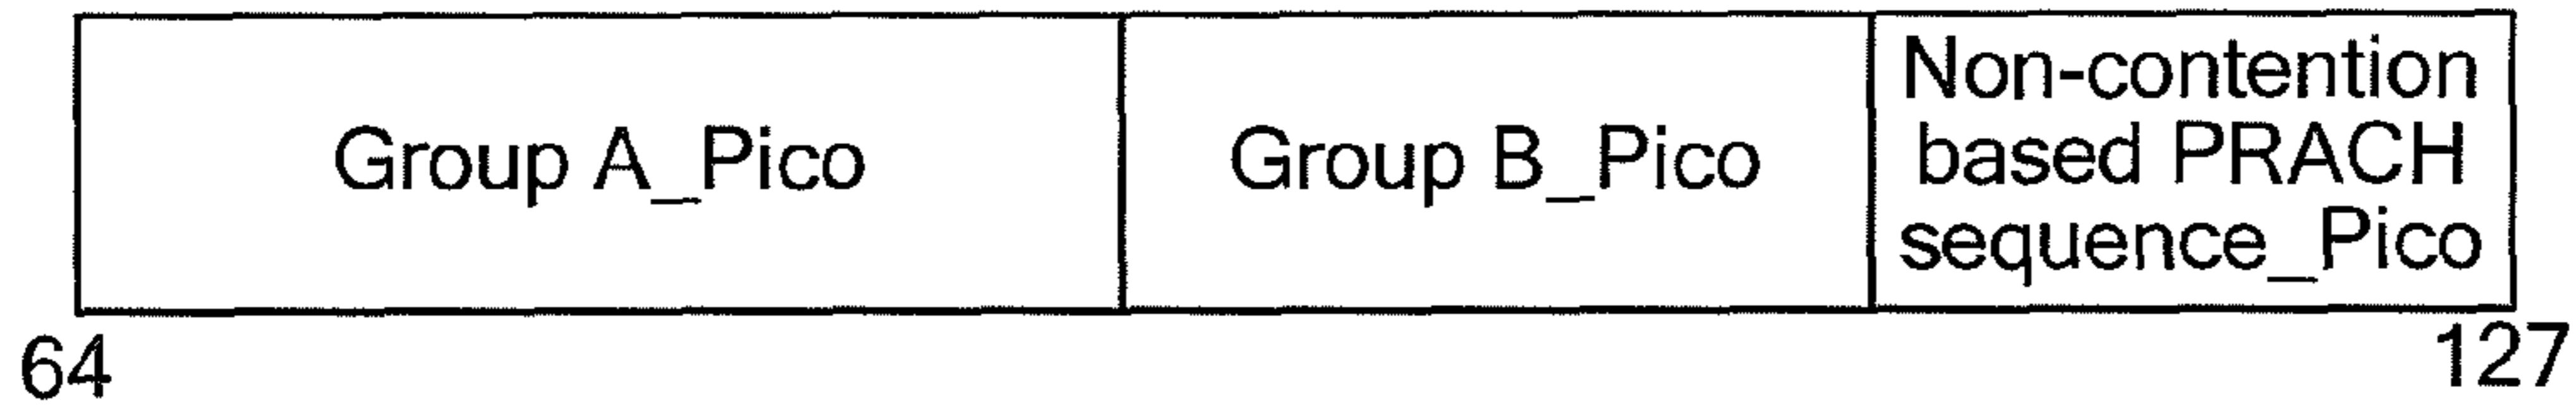 Group A_Pico
Group B_Pico
Non-contention
based PRACH
sequence_Pico
64
127